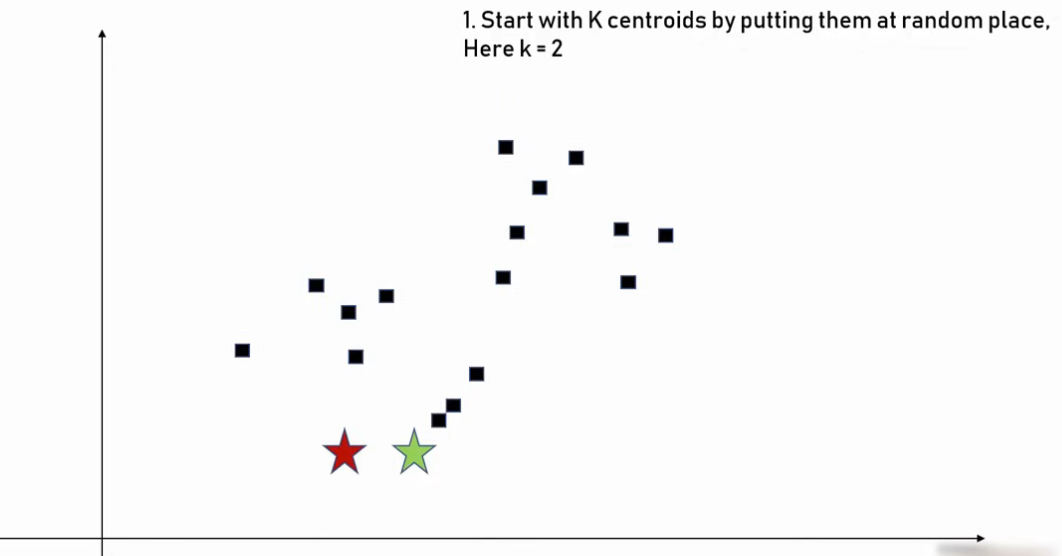 1. Start with K centroids by putting them at random place,
Here k = 2